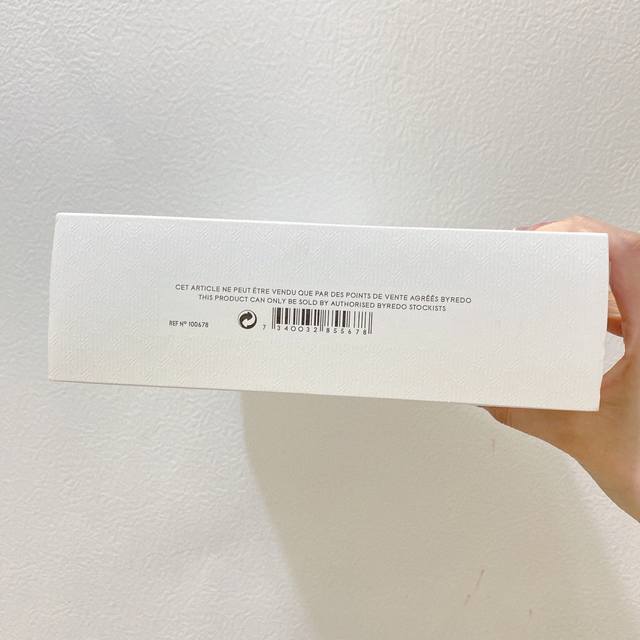 CET ARTICLE NE PEUT ÊTRE VENDU QUE PAR DES POINTS DE VENTE AGRÉÉS BYREDO
THIS PRODUCT CAN ONLY BE SOLD BY AUTHORISED BYREDO STOCKISTS
REF Nº 100678
7 340032 855678